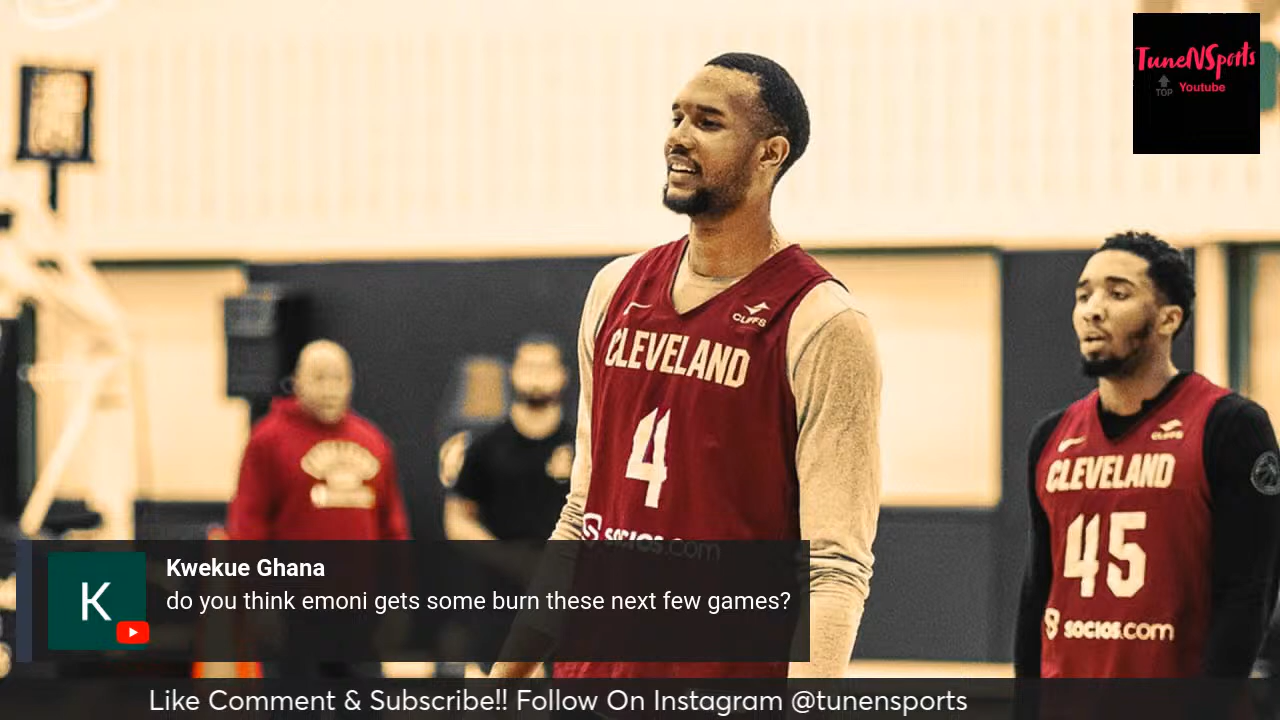 TuneNSports
TOP
Youtube
CLIFFS
CLEVELAND
4
socios.com
CLIFFS
CLEVELAND
45
socios.com
K
Kwekue Ghana
do you think emoni gets some burn these next few games?
Like Comment & Subscribe!! Follow On Instagram @tunensports